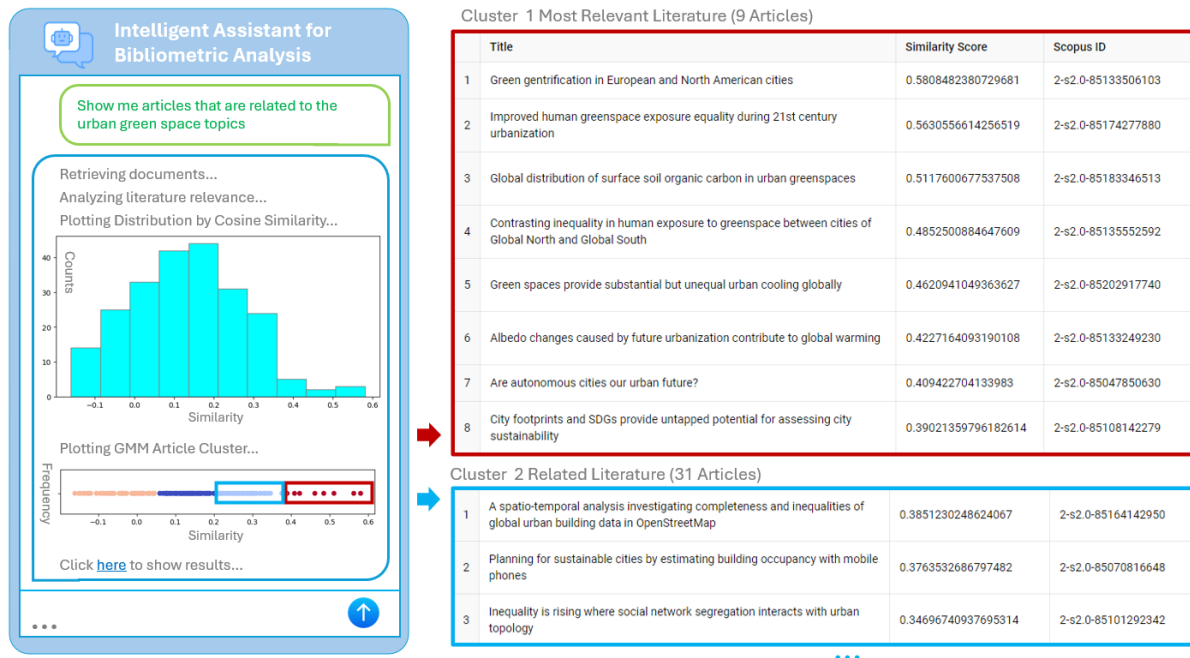 Intelligent Assistant for
Bibliometric Analysis
Show me articles that are related to the
urban green space topics
Retrieving documents...
Analyzing literature relevance...
Plotting Distribution by Cosine Similarity...
Counts
40
30
20
10
0
−0.1 0.0 0.1 0.2 0.3 0.4 0.5 0.6
Similarity
Plotting GMM Article Cluster...
Frequency
−0.1 0.0 0.1 0.2 0.3 0.4 0.5 0.6
Similarity
Click here to show results...
...
Cluster 1 Most Relevant Literature (9 Articles)
Title Similarity Score Scopus ID
1 Green gentrification in European and North American cities 0.5808482380729681 2-s2.0-85133506103
2 Improved human greenspace exposure equality during 21st century
urbanization 0.5630556614256519 2-s2.0-85174277880
3 Global distribution of surface soil organic carbon in urban greenspaces 0.5117600677537508 2-s2.0-85183346513
4 Contrasting inequality in human exposure to greenspace between cities of
Global North and Global South 0.4852500884647609 2-s2.0-85135552592
5 Green spaces provide substantial but unequal urban cooling globally 0.4620941049363627 2-s2.0-85202917740
6 Albedo changes caused by future urbanization contribute to global warming 0.4227164093190108 2-s2.0-85133249230
7 Are autonomous cities our urban future? 0.409422704133983 2-s2.0-85047850630
8 City footprints and SDGs provide untapped potential for assessing city
sustainability 0.39021359796182614 2-s2.0-85108142279
Cluster 2 Related Literature (31 Articles)
1 A spatio-temporal analysis investigating completeness and inequalities of
global urban building data in OpenStreetMap 0.3851230248624067 2-s2.0-85164142950
2 Planning for sustainable cities by estimating building occupancy with mobile
phones 0.3763532686797482 2-s2.0-85070816648
3 Inequality is rising where social network segregation interacts with urban
topology 0.34696740937695314 2-s2.0-85101292342
...